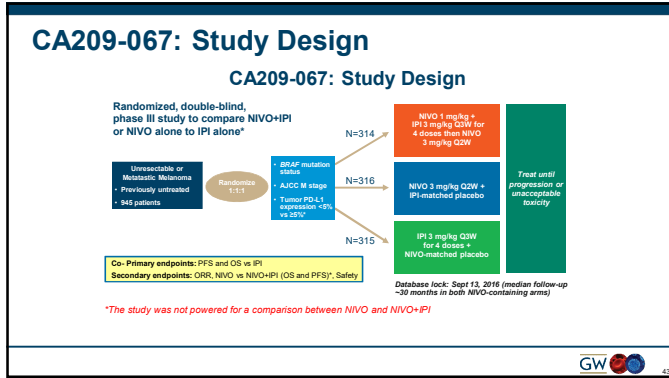 CA209-067: Study Design
CA209-067: Study Design
Randomized, double-blind,
phase III study to compare NIVO+IPI
or NIVO alone to IPI alone*
Unresectable or
Metatastic Melanoma
• Previously untreated
• 945 patients
Randomize
1:1:1
• BRAF mutation
status
• AJCC M stage
• Tumor PD-L1
expression <5%
vs ≥5%*
N=314
N=316
N=315
NIVO 1 mg/kg +
IPI 3 mg/kg Q3W for
4 doses then NIVO
3 mg/kg Q2W
NIVO 3 mg/kg Q2W +
IPI-matched placebo
IPI 3 mg/kg Q3W
for 4 doses +
NIVO-matched placebo
Treat until
progression or
unacceptable
toxicity
Co- Primary endpoints: PFS and OS vs IPI
Secondary endpoints: ORR, NIVO vs NIVO+IPI (OS and PFS)*, Safety
Database lock: Sept 13, 2016 (median follow-up
~30 months in both NIVO-containing arms)
*The study was not powered for a comparison between NIVO and NIVO+IPI
GW